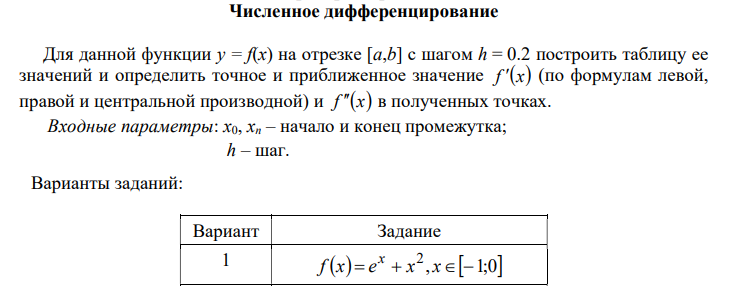 Численное дифференцирование
Для данной функции y = f(x) на отрезке [a,b] с шагом h = 0.2 построить таблицу ее
значений и определить точное и приближенное значение f′(x) (по формулам левой,
правой и центральной производной) и f″(x) в полученных точках.
Входные параметры: x₀, xₙ – начало и конец промежутка;
h – шаг.
Варианты заданий:
Вариант Задание
1 f(x)= eˣ + x², x∈[−1;0]